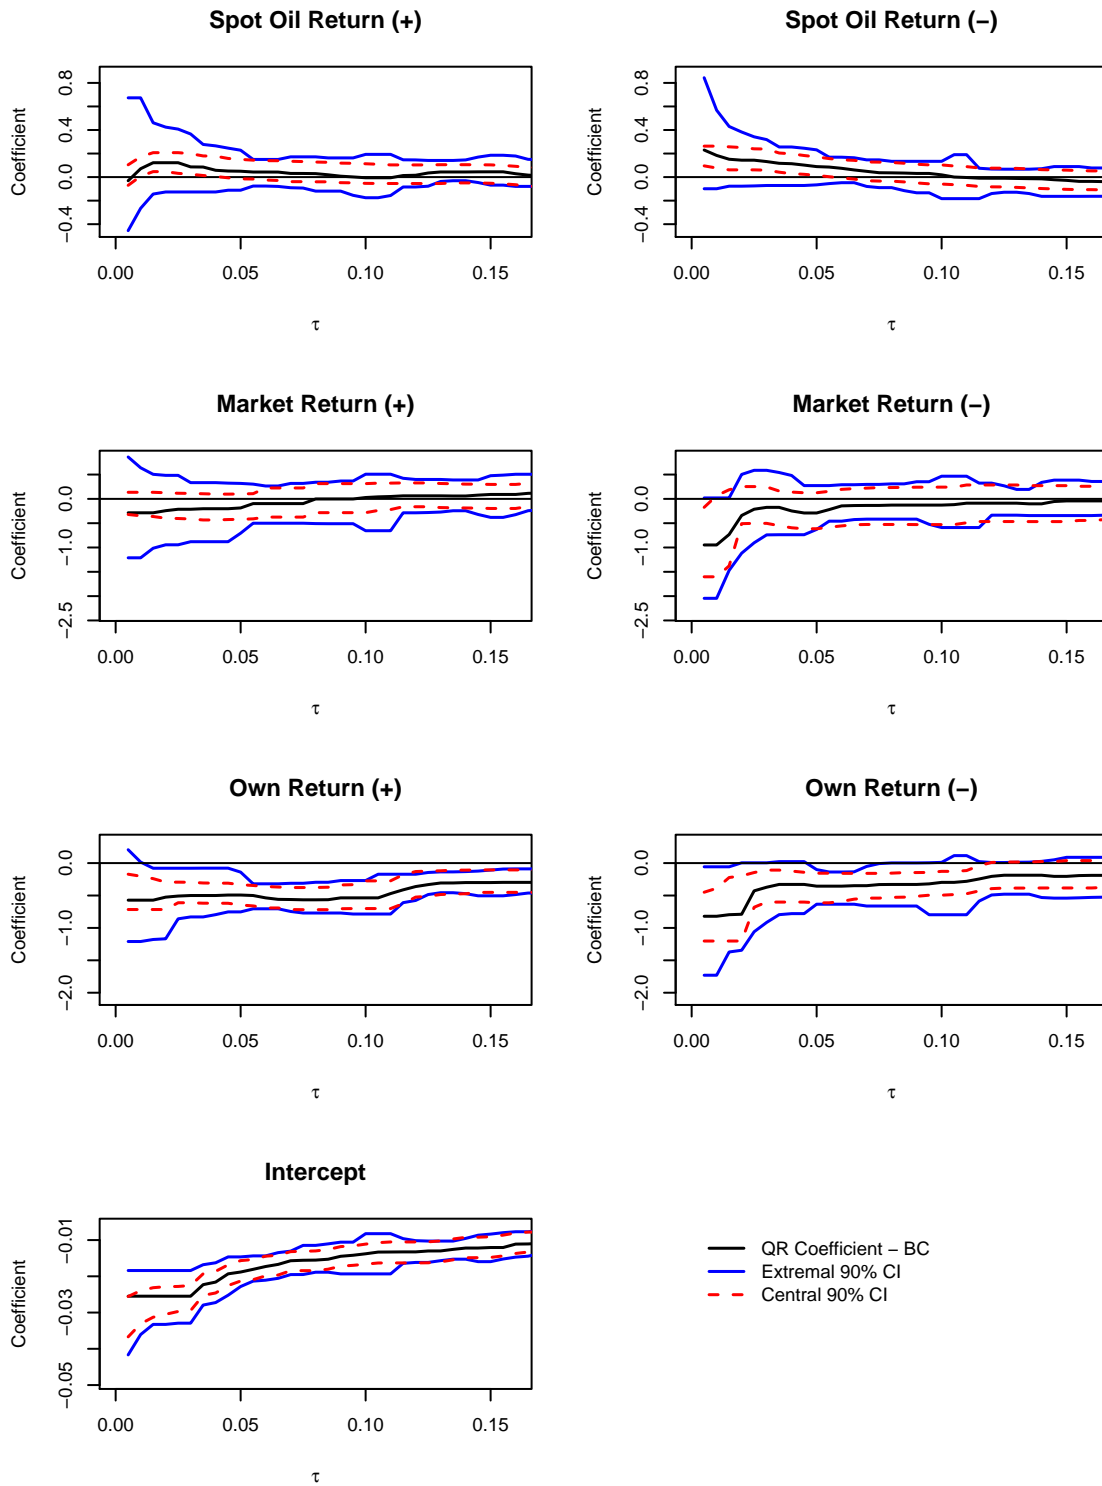 Spot Oil Return (+)
Coefficient
−0.4 0.0 0.4 0.8
0.00 0.05 0.10 0.15
τ
Spot Oil Return (−)
Coefficient
−0.4 0.0 0.4 0.8
0.00 0.05 0.10 0.15
τ
Market Return (+)
Coefficient
−2.5 −1.0 0.0
0.00 0.05 0.10 0.15
τ
Market Return (−)
Coefficient
−2.5 −1.0 0.0
0.00 0.05 0.10 0.15
τ
Own Return (+)
Coefficient
−2.0 −1.0 0.0
0.00 0.05 0.10 0.15
τ
Own Return (−)
Coefficient
−2.0 −1.0 0.0
0.00 0.05 0.10 0.15
τ
Intercept
Coefficient
−0.05 −0.03 −0.01
0.00 0.05 0.10 0.15
τ
QR Coefficient − BC
Extremal 90% CI
Central 90% CI